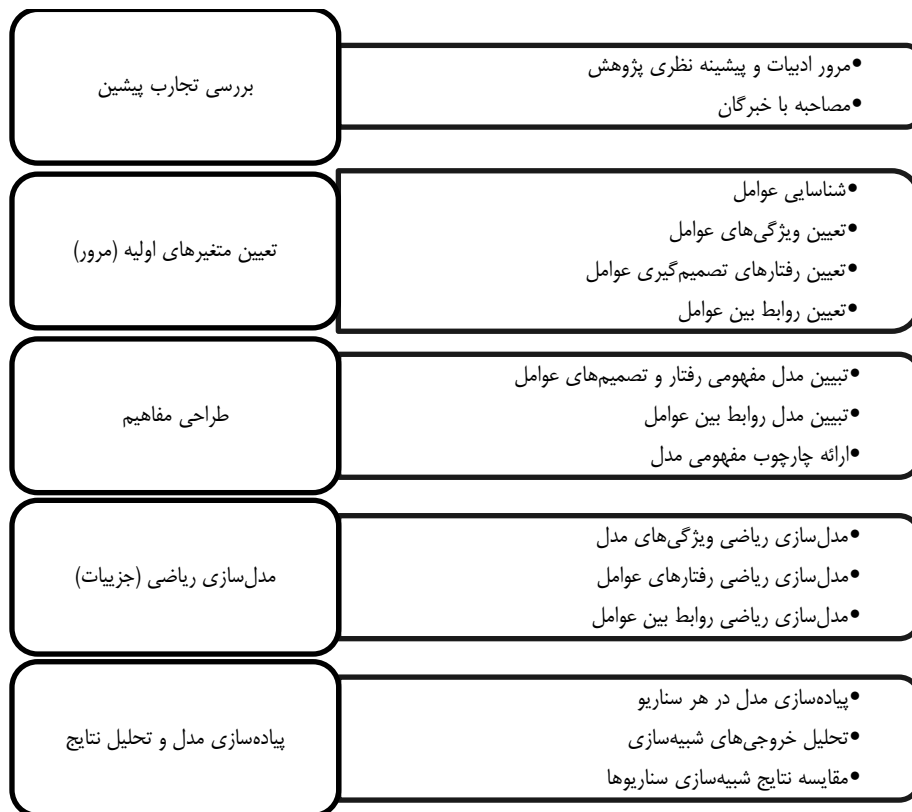 بررسی تجارب پیشین
•مرور ادبیات و پیشینه نظری پژوهش
•مصاحبه با خبرگان
تعیین متغیرهای اولیه (مرور)
•شناسایی عوامل
•تعیین ویژگی‌های عوامل
•تعیین رفتارهای تصمیم‌گیری عوامل
•تعیین روابط بین عوامل
طراحی مفاهیم
•تبیین مدل مفهومی رفتار و تصمیم‌های عوامل
•تبیین مدل روابط بین عوامل
•ارائه چارچوب مفهومی مدل
مدل‌سازی ریاضی (جزییات)
•مدل‌سازی ریاضی ویژگی‌های مدل
•مدل‌سازی ریاضی رفتارهای عوامل
•مدل‌سازی ریاضی روابط بین عوامل
پیاده‌سازی مدل و تحلیل نتایج
•پیاده‌سازی مدل در هر سناریو
•تحلیل خروجی‌های شبیه‌سازی
•مقایسه نتایج شبیه‌سازی سناریوها